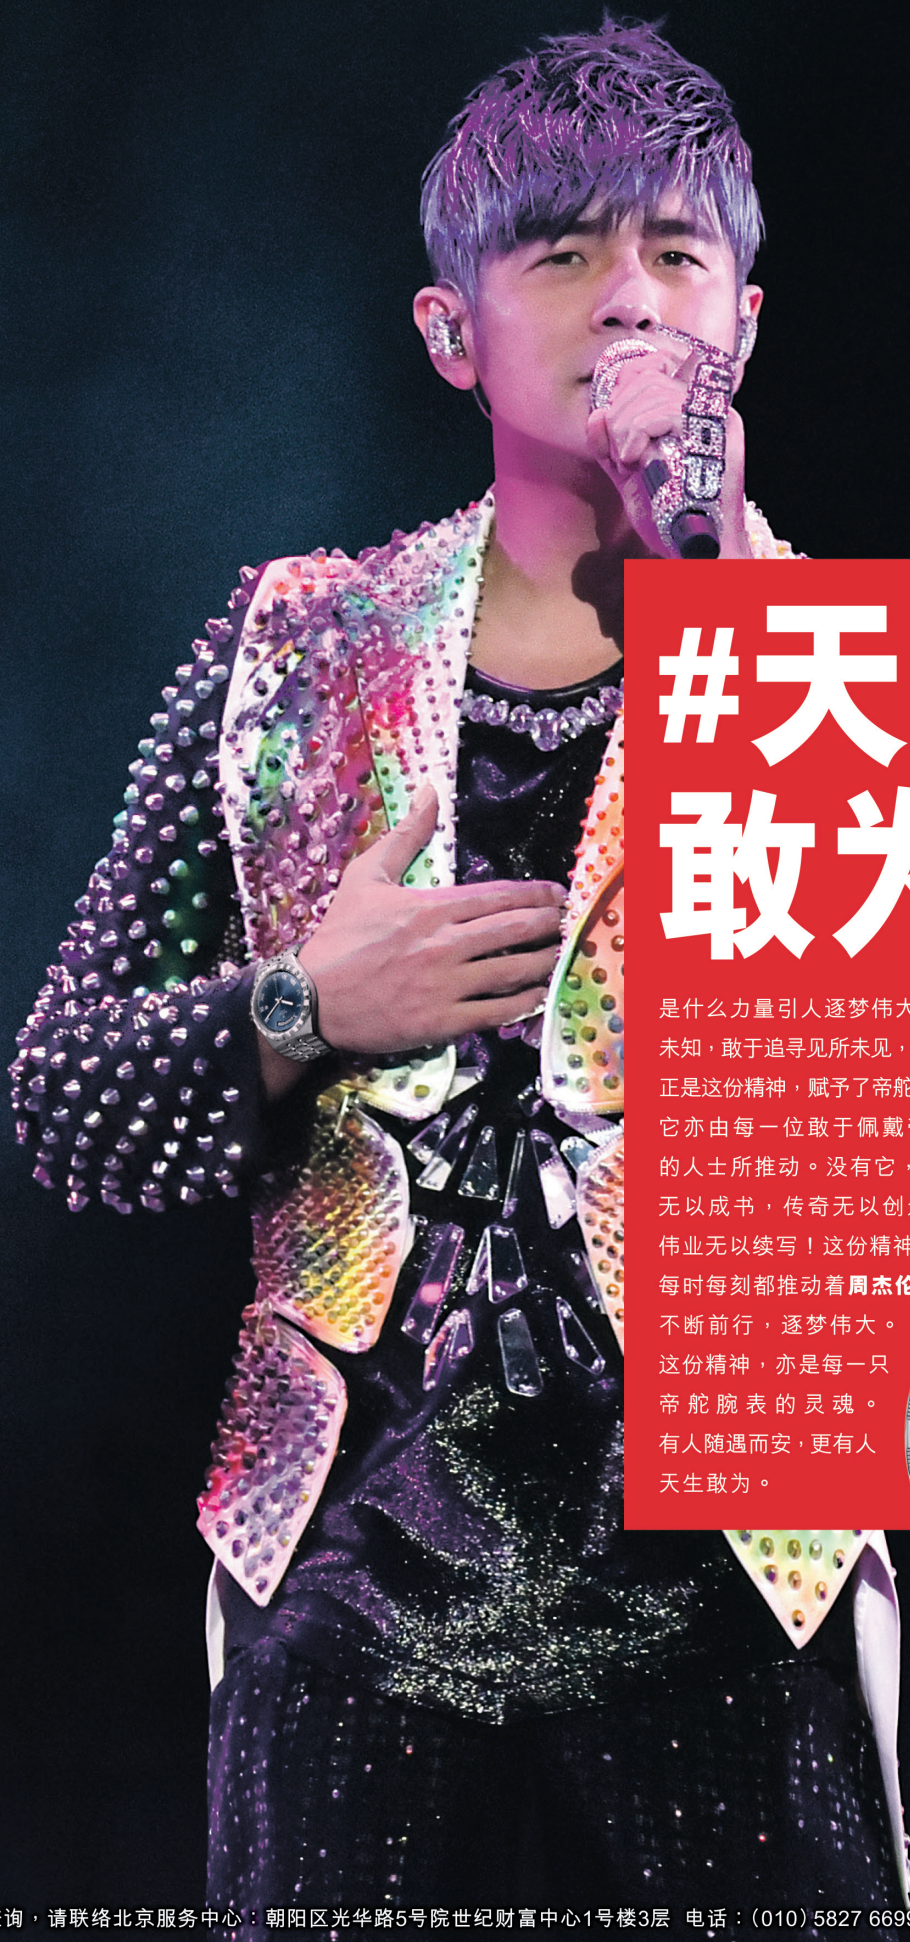 #天
敢为
是什么力量引人逐梦伟大
未知，敢于追寻见所未见，
正是这份精神，赋予了帝舵
它亦由每一位敢于佩戴
的人士所推动。没有它，
无以成书，传奇无以创
伟业无以续写！这份精神
每时每刻都推动着周杰伦
不断前行，逐梦伟大。
这份精神，亦是每一只
帝舵腕表的灵魂。
有人随遇而安，更有人
天生敢为。
询，请联络北京服务中心：朝阳区光华路5号院世纪财富中心1号楼3层 电话：(010) 5827 6699